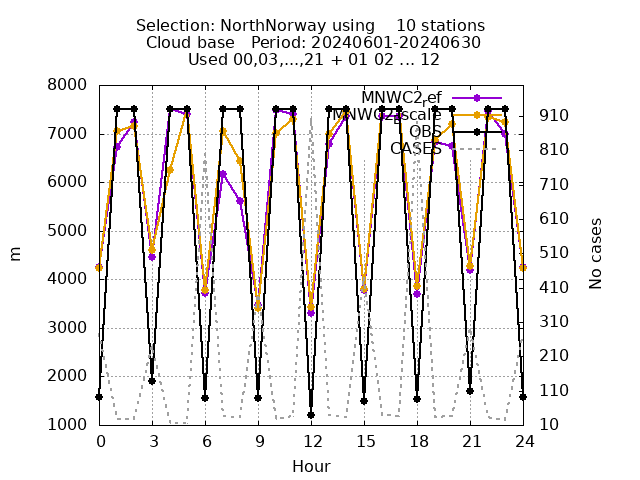 Selection: NorthNorway using    10 stations
Cloud base   Period: 20240601-20240630
Used 00,03,...,21 + 01 02 ... 12
8000
7000
6000
5000
4000
3000
2000
1000
m
MNWC2_ref
OBS
CASES
910
810
710
610
510
410
310
210
110
10
No cases
0 3 6 9 12 15 18 21 24
Hour